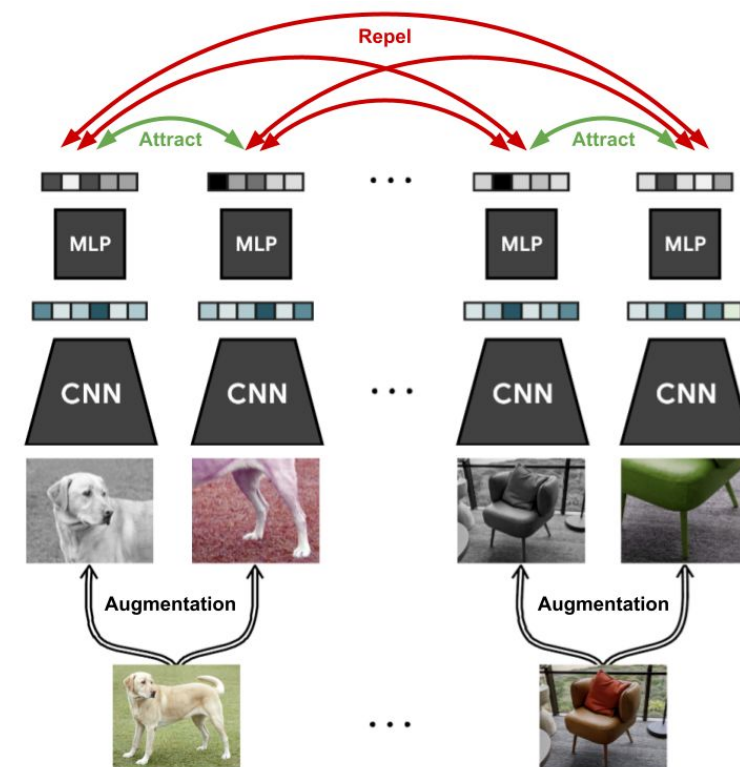 Repel
Attract
Attract
MLP
MLP
MLP
MLP
CNN
CNN
CNN
CNN
Augmentation
Augmentation